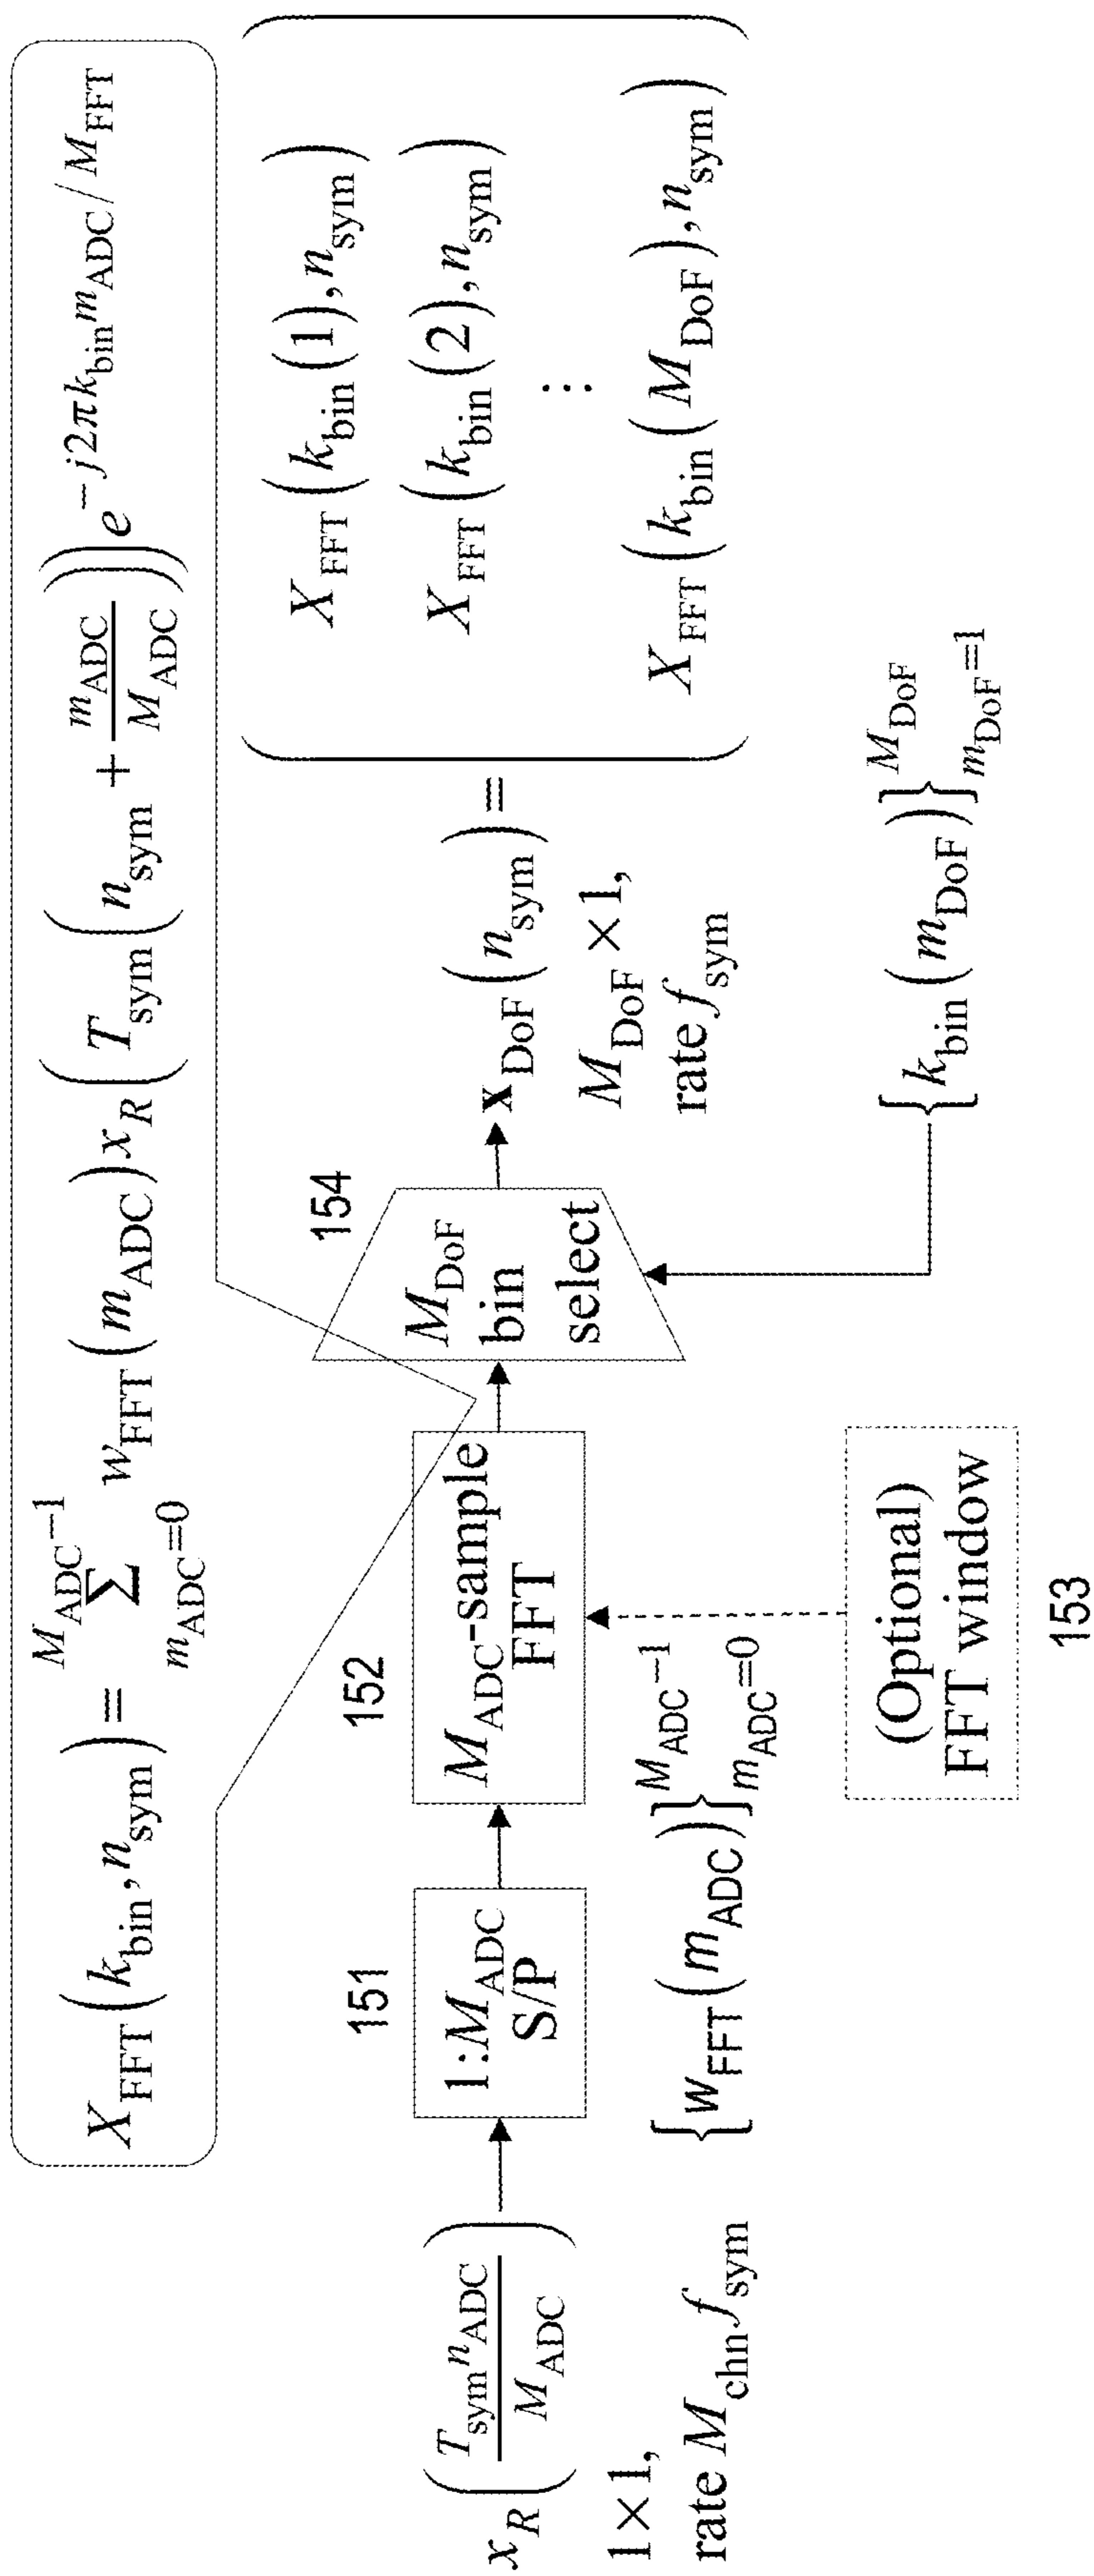 X_FFT(k_bin, n_sym) = \sum_{m_ADC=0}^{M_ADC−1} w_FFT(m_ADC) x_R(T_sym(n_sym + \frac{m_ADC}{M_ADC})) e^{−j2πk_bin m_ADC / M_FFT}
x_R(\frac{T_sym n_ADC}{M_ADC})
1×1,
rate M_chn f_sym
151
1:M_ADC
S/P
152
M_ADC-sample
FFT
{w_FFT(m_ADC)}_{m_ADC=0}^{M_ADC−1}
(Optional)
FFT window
153
154
M_DoF
bin
select
x_DoF(n_sym) =
M_DoF×1,
rate f_sym
X_FFT(k_bin(1), n_sym)
X_FFT(k_bin(2), n_sym)
⋮
X_FFT(k_bin(M_DoF), n_sym)
{k_bin(m_DoF)}_{m_DoF=1}^{M_DoF}